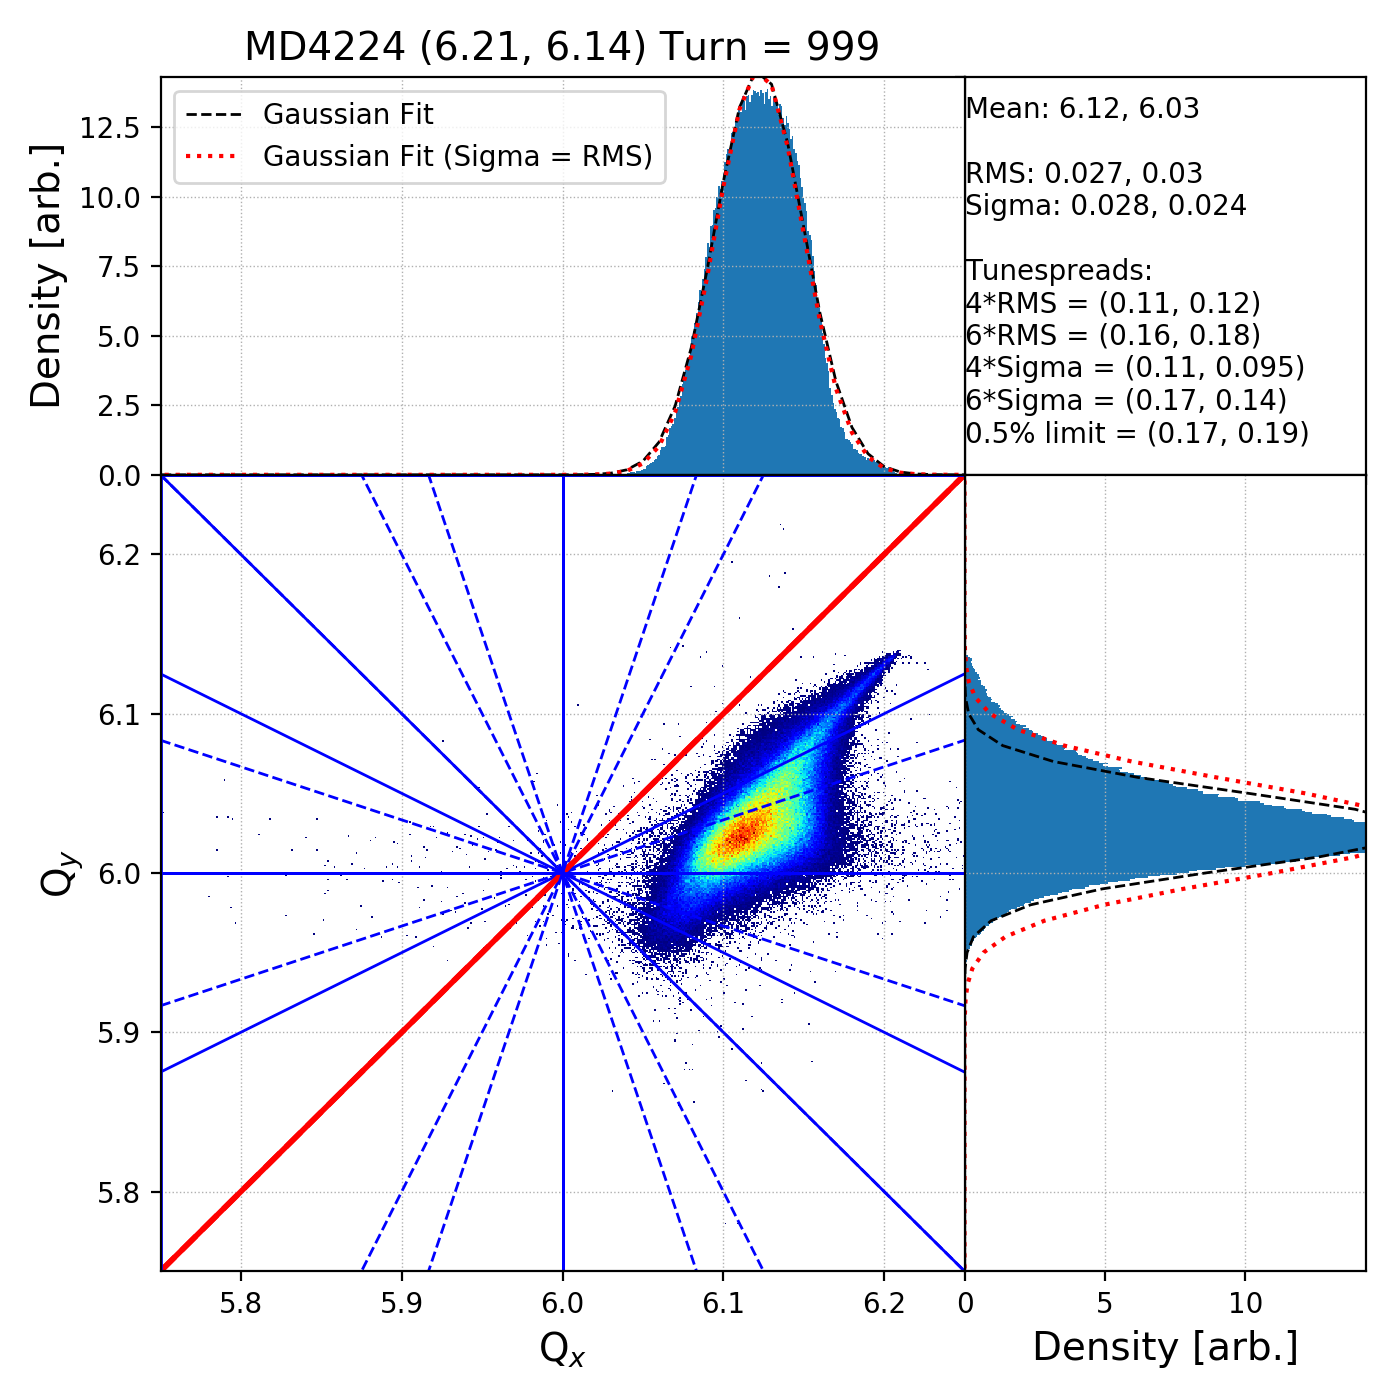 MD4224 (6.21, 6.14) Turn = 999
Gaussian Fit
Gaussian Fit (Sigma = RMS)
Density [arb.]
12.5
10.0
7.5
5.0
2.5
0.0
Mean: 6.12, 6.03
RMS: 0.027, 0.03
Sigma: 0.028, 0.024
Tunespreads:
4*RMS = (0.11, 0.12)
6*RMS = (0.16, 0.18)
4*Sigma = (0.11, 0.095)
6*Sigma = (0.17, 0.14)
0.5% limit = (0.17, 0.19)
Qy
6.2
6.1
6.0
5.9
5.8
5.8 5.9 6.0 6.1 6.2
Qx
0 5 10
Density [arb.]